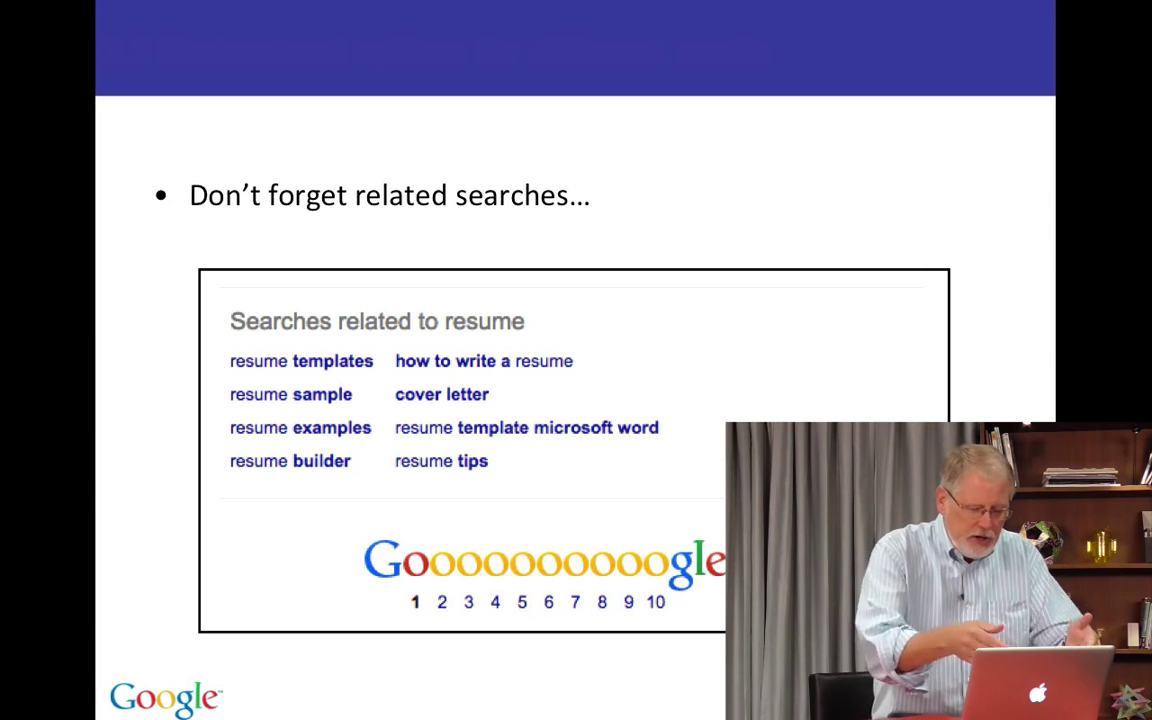 • Don't forget related searches...
Searches related to resume
resume templates how to write a resume
resume sample cover letter
resume examples resume template microsoft word
resume builder resume tips
Goooooooooogle
1 2 3 4 5 6 7 8 9 10
Google™